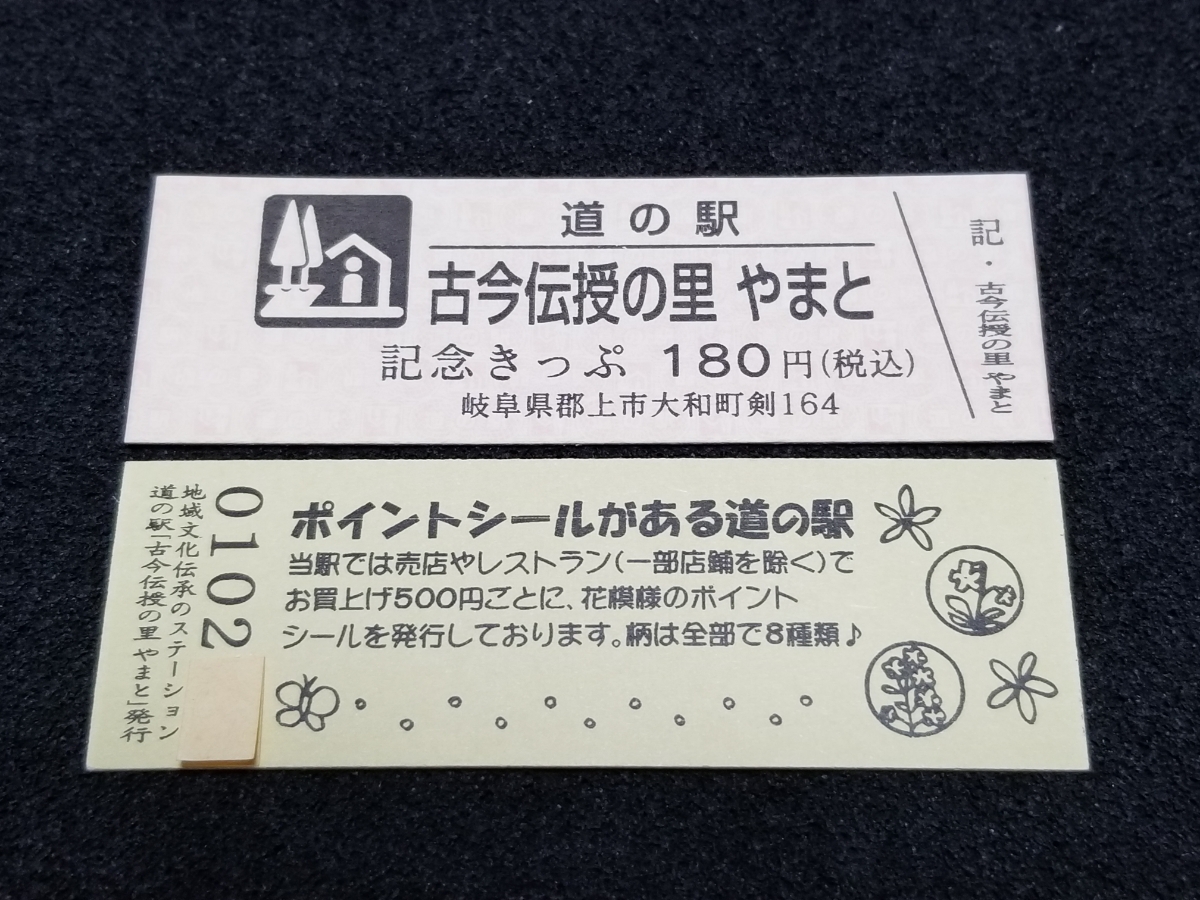 道の駅
古今伝授の里 やまと
記念きっぷ 180円(税込)
岐阜県郡上市大和町剣164
記・古今伝授の里 やまと
ポイントシールがある道の駅
当駅では売店やレストラン(一部店鋪を除く)で
お買上げ500円ごとに、花模様のポイント
シールを発行しております。柄は全部で8種類♪
0102
地域文化伝承のステーション
道の駅「古今伝授の里 やまと」発行